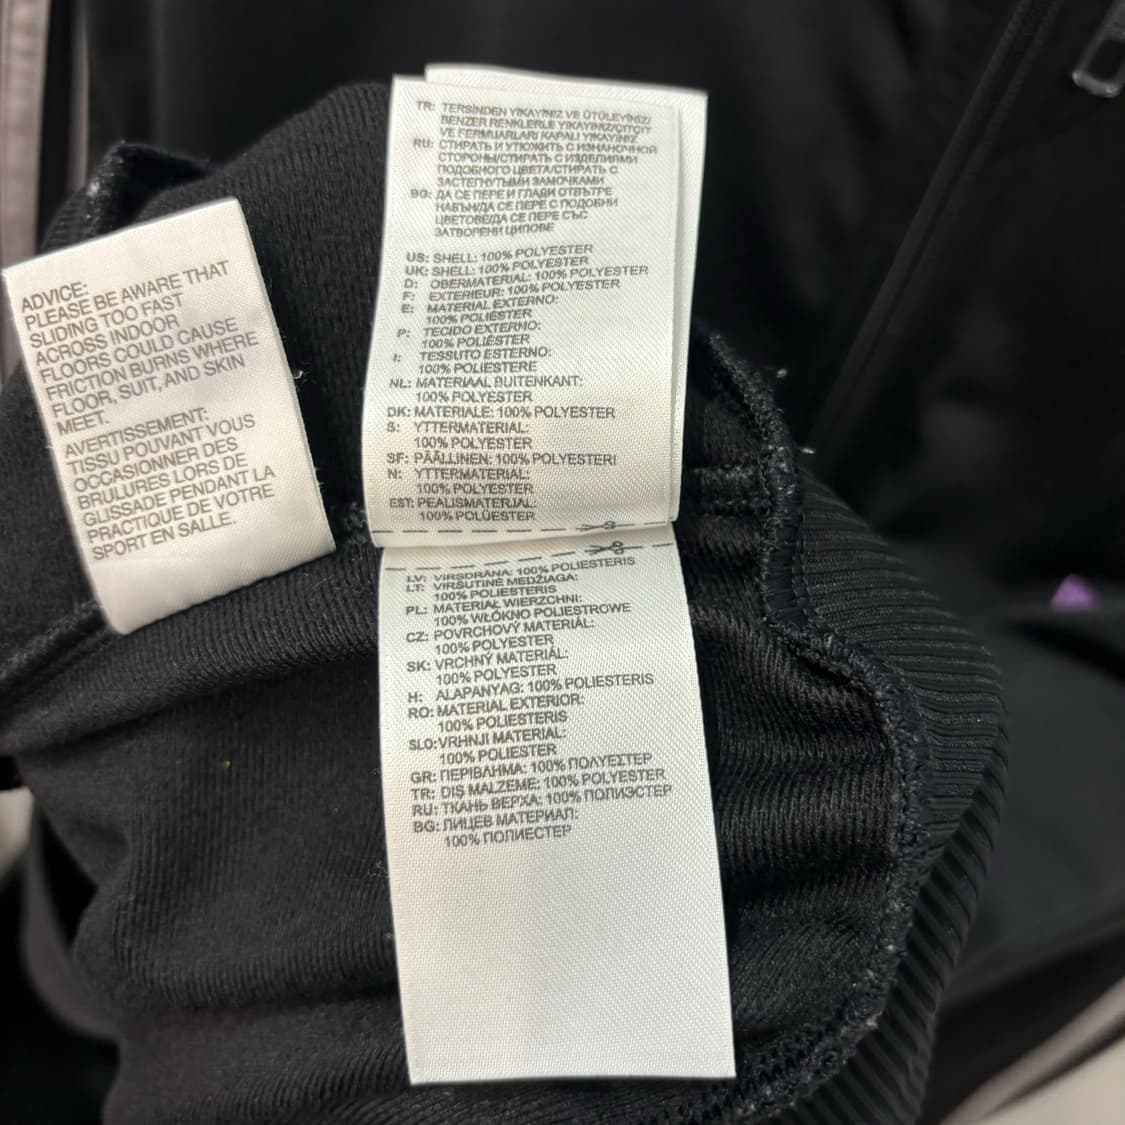 ADVICE:
PLEASE BE AWARE THAT
SLIDING TOO FAST
ACROSS INDOOR
FLOORS COULD CAUSE
FRICTION BURNS WHERE
FLOOR, SUIT, AND SKIN
MEET.
AVERTISSEMENT:
TISSU POUVANT VOUS
OCCASIONNER DES
BRULURES LORS DE
GLISSADE PENDANT LA
PRACTIQUE DE VOTRE
SPORT EN SALLE.
TR: TERSİNDEN YIKAYINIZ VE ÜTÜLEYİNİZ/
BENZER RENKLERLE YIKAYINIZ/ÇITÇIT
VE FERMUARLARI KAPALI YIKAYINIZ
RU: СТИРАТЬ И УТЮЖИТЬ С ИЗНАНОЧНОЙ
СТОРОНЫ/СТИРАТЬ С ИЗДЕЛИЯМИ
ПОДОБНОГО ЦВЕТА/СТИРАТЬ С
ЗАСТЕГНУТЫМИ ЗАМОЧКАМИ
BG: ДА СЕ ПЕРЕ И ГЛАДИ ОТВЪТРЕ
НАВЪН/ДА СЕ ПЕРЕ С ПОДОБНИ
ЦВЕТОВЕ/ДА СЕ ПЕРЕ СЪС
ЗАТВОРЕНИ ЦИПОВЕ
US: SHELL: 100% POLYESTER
UK: SHELL: 100% POLYESTER
D: OBERMATERIAL: 100% POLYESTER
F: EXTERIEUR: 100% POLYESTER
E: MATERIAL EXTERNO:
100% POLIÉSTER
P: TECIDO EXTERNO:
100% POLIÉSTER
I: TESSUTO ESTERNO:
100% POLIESTERE
NL: MATERIAAL BUITENKANT:
100% POLYESTER
DK: MATERIALE: 100% POLYESTER
S: YTTERMATERIAL:
100% POLYESTER
SF: PÄÄLLINEN: 100% POLYESTERI
N: YTTERMATERIAL:
100% POLYESTER
EST: PEALISMATERJAL:
100% POLÜESTER
LV: VIRSDRĀNA: 100% POLIESTERIS
LT: VIRŠUTINĖ MEDŽIAGA:
100% POLIESTERIS
PL: MATERIAŁ WIERZCHNI:
100% WŁÓKNO POLIESTROWE
CZ: POVRCHOVÝ MATERIÁL:
100% POLYESTER
SK: VRCHNÝ MATERIÁL:
100% POLYESTER
H: ALAPANYAG: 100% POLIESTERIS
RO: MATERIAL EXTERIOR:
100% POLIESTERIS
SLO: VRHNJI MATERIAL:
100% POLIESTER
GR: ΠΕΡΙΒΛΗΜΑ: 100% ΠΟΛΥΕΣΤΕΡ
TR: DIŞ MALZEME: 100% POLYESTER
RU: ТКАНЬ ВЕРХА: 100% ПОЛИЭСТЕР
BG: ЛИЦЕВ МАТЕРИАЛ:
100% ПОЛИЕСТЕР